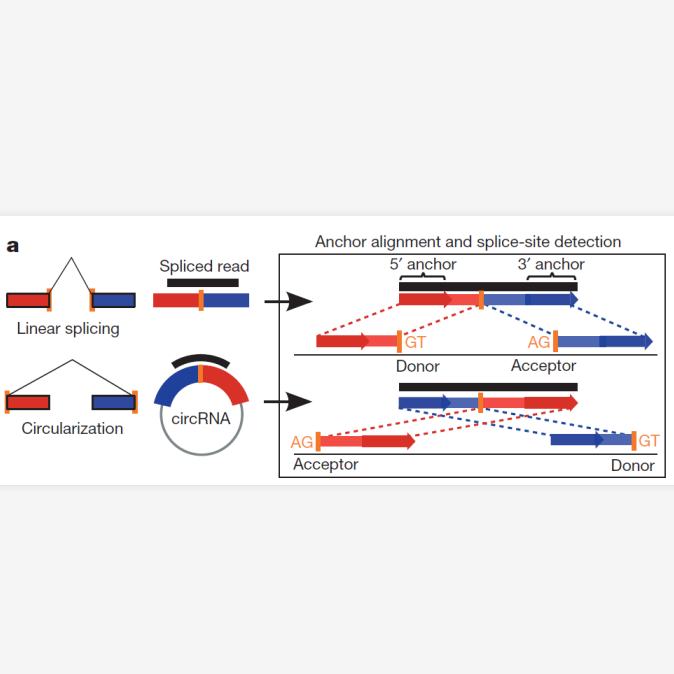 a
Anchor alignment and splice-site detection
Spliced read
5′ anchor 3′ anchor
Linear splicing
GT AG
Donor Acceptor
circRNA
Circularization
AG GT
Acceptor Donor